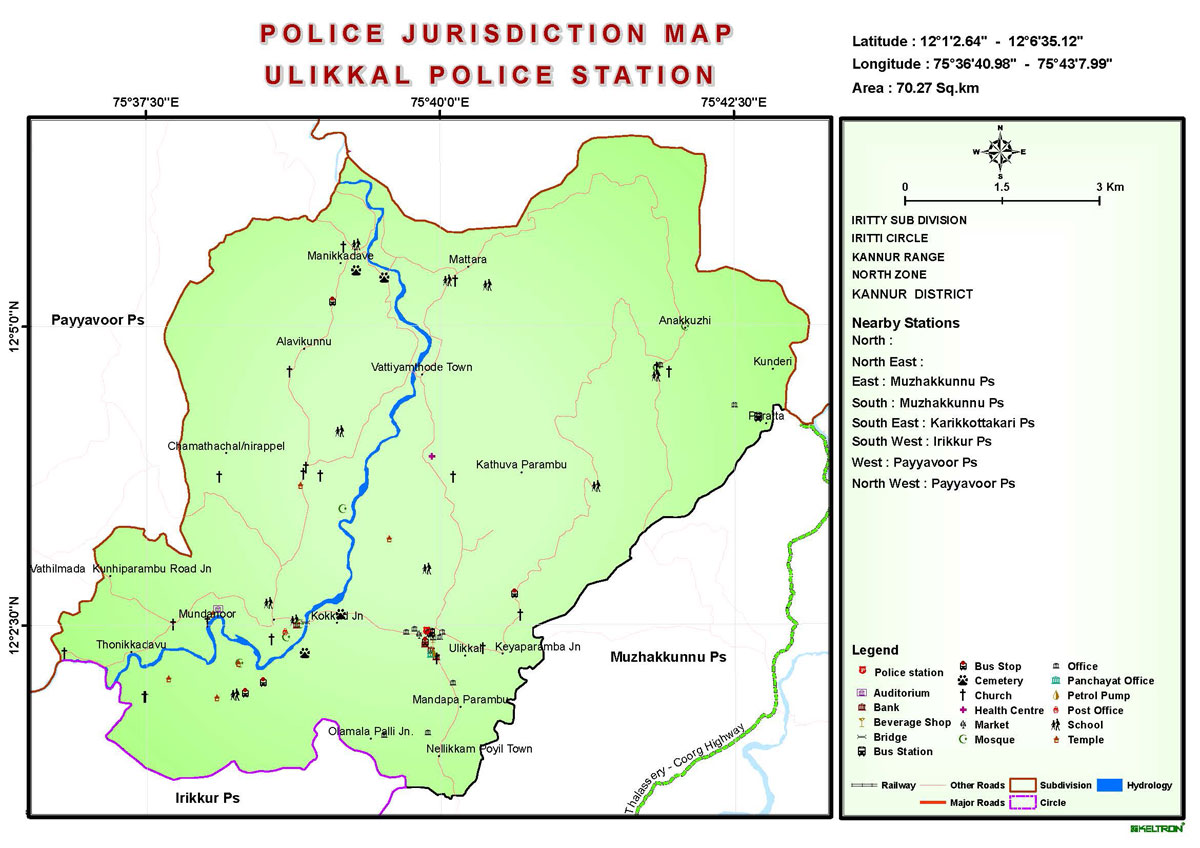 POLICE JURISDICTION MAP
ULIKKAL POLICE STATION
Latitude : 12°1'2.64" - 12°6'35.12"
Longitude : 75°36'40.98" - 75°43'7.99"
Area : 70.27 Sq.km
75°37'30"E
75°40'0"E
75°42'30"E
12°5'0"N
12°2'30"N
Payyavoor Ps
Manikkadave
Mattara
Alavikunnu
Anakkuzhi
Vattiyamthode Town
Kunderi
Peratta
Chamathachal/nirappel
Kathuva Parambu
Vathilmada
Kunhiparambu Road Jn
Mundanoor
Kokkad Jn
Thonikkadavu
Ulikkal
Keyaparamba Jn
Muzhakkunnu Ps
Mandapa Parambu
Olamala Palli Jn.
Nellikkam Poyil Town
Irikkur Ps
Thalassery - Coorg Highway
N
W
E
S
0
1.5
3 Km
IRITTY SUB DIVISION
IRITTI CIRCLE
KANNUR RANGE
NORTH ZONE
KANNUR DISTRICT
Nearby Stations
North :
North East :
East : Muzhakkunnu Ps
South : Muzhakkunnu Ps
South East : Karikkottakari Ps
South West : Irikkur Ps
West : Payyavoor Ps
North West : Payyavoor Ps
Legend
Police station
Auditorium
Bank
Beverage Shop
Bridge
Bus Station
Bus Stop
Cemetery
Church
Health Centre
Market
Mosque
Office
Panchayat Office
Petrol Pump
Post Office
School
Temple
Railway
Other Roads
Subdivision
Hydrology
Major Roads
Circle
KELTRON